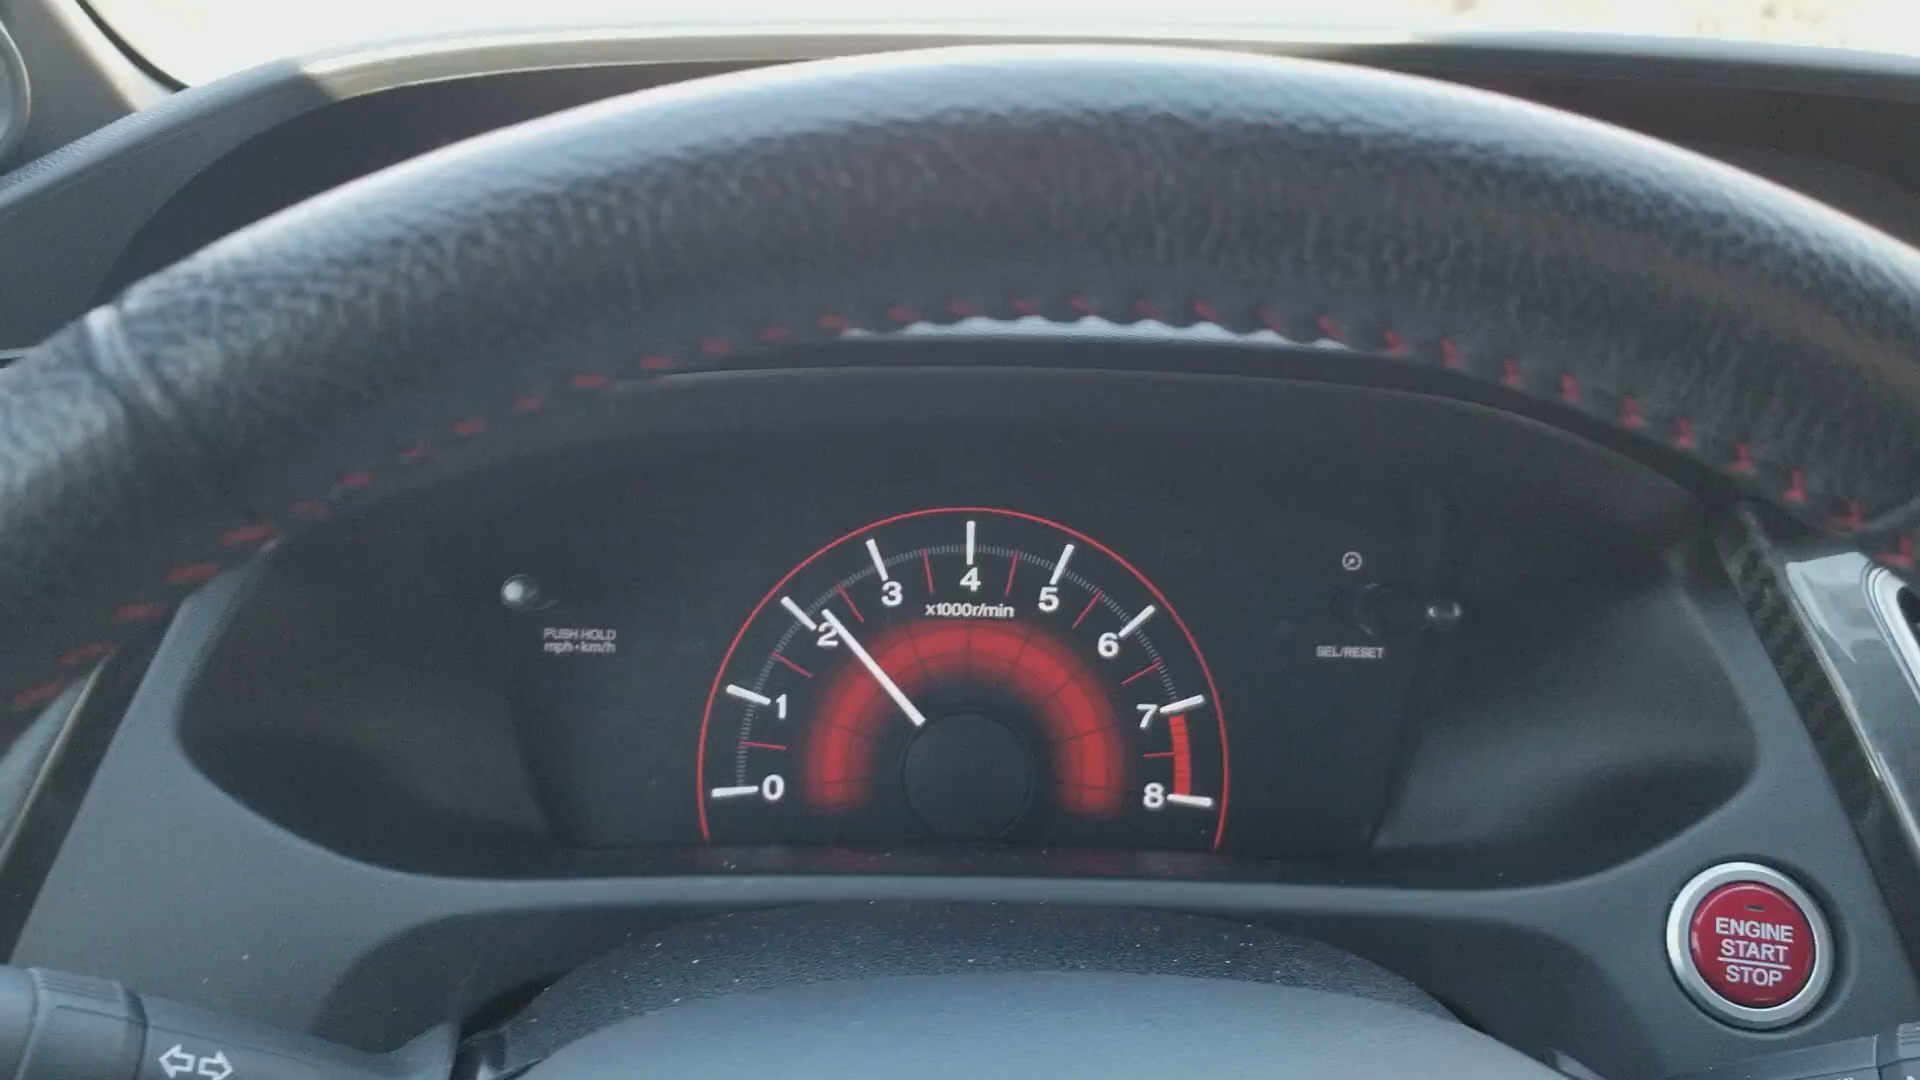 PUSH·HOLD
mph·km/h
0
1
2
3
4
5
6
7
8
x1000r/min
SEL/RESET
ENGINE
START
STOP